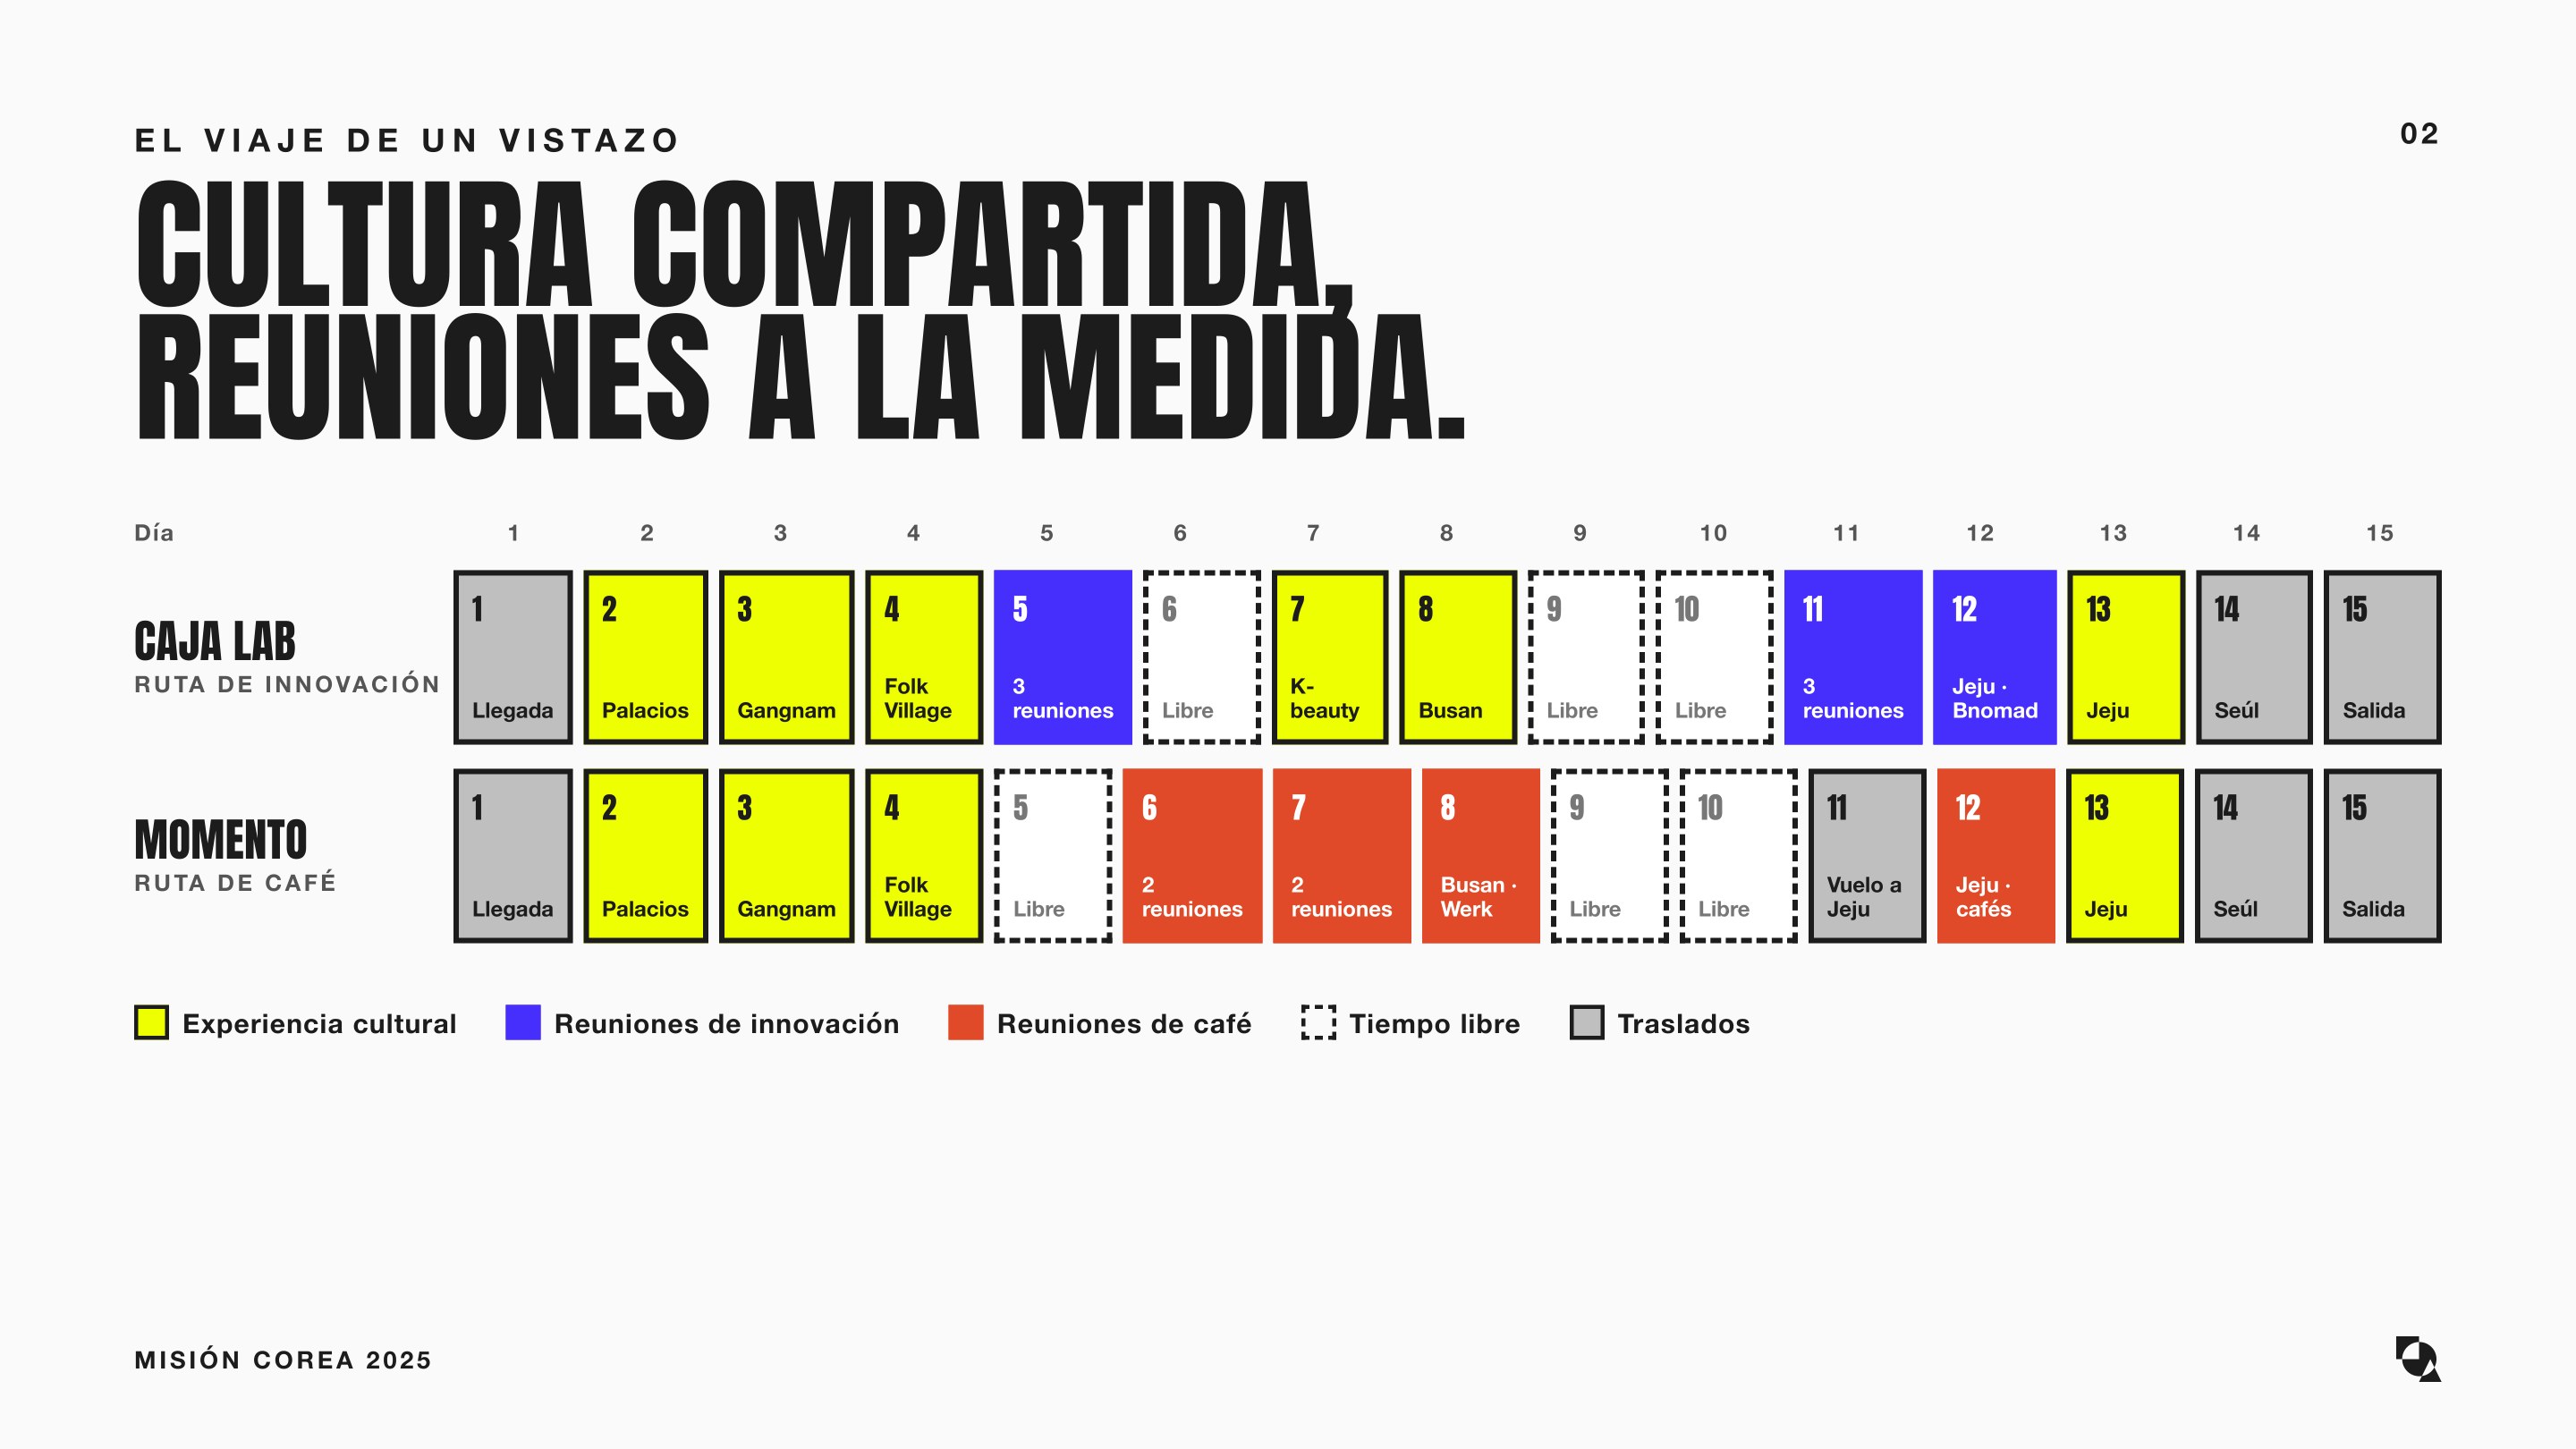 EL VIAJE DE UN VISTAZO
02
CULTURA COMPARTIDA,
REUNIONES A LA MEDIDA.
Día 1 2 3 4 5 6 7 8 9 10 11 12 13 14 15
CAJA LAB
RUTA DE INNOVACIÓN
1
Llegada
2
Palacios
3
Gangnam
4
Folk
Village
5
3
reuniones
6
Libre
7
K-
beauty
8
Busan
9
Libre
10
Libre
11
3
reuniones
12
Jeju ·
Bnomad
13
Jeju
14
Seúl
15
Salida
MOMENTO
RUTA DE CAFÉ
1
Llegada
2
Palacios
3
Gangnam
4
Folk
Village
5
Libre
6
2
reuniones
7
2
reuniones
8
Busan ·
Werk
9
Libre
10
Libre
11
Vuelo a
Jeju
12
Jeju ·
cafés
13
Jeju
14
Seúl
15
Salida
Experiencia cultural
Reuniones de innovación
Reuniones de café
Tiempo libre
Traslados
MISIÓN COREA 2025